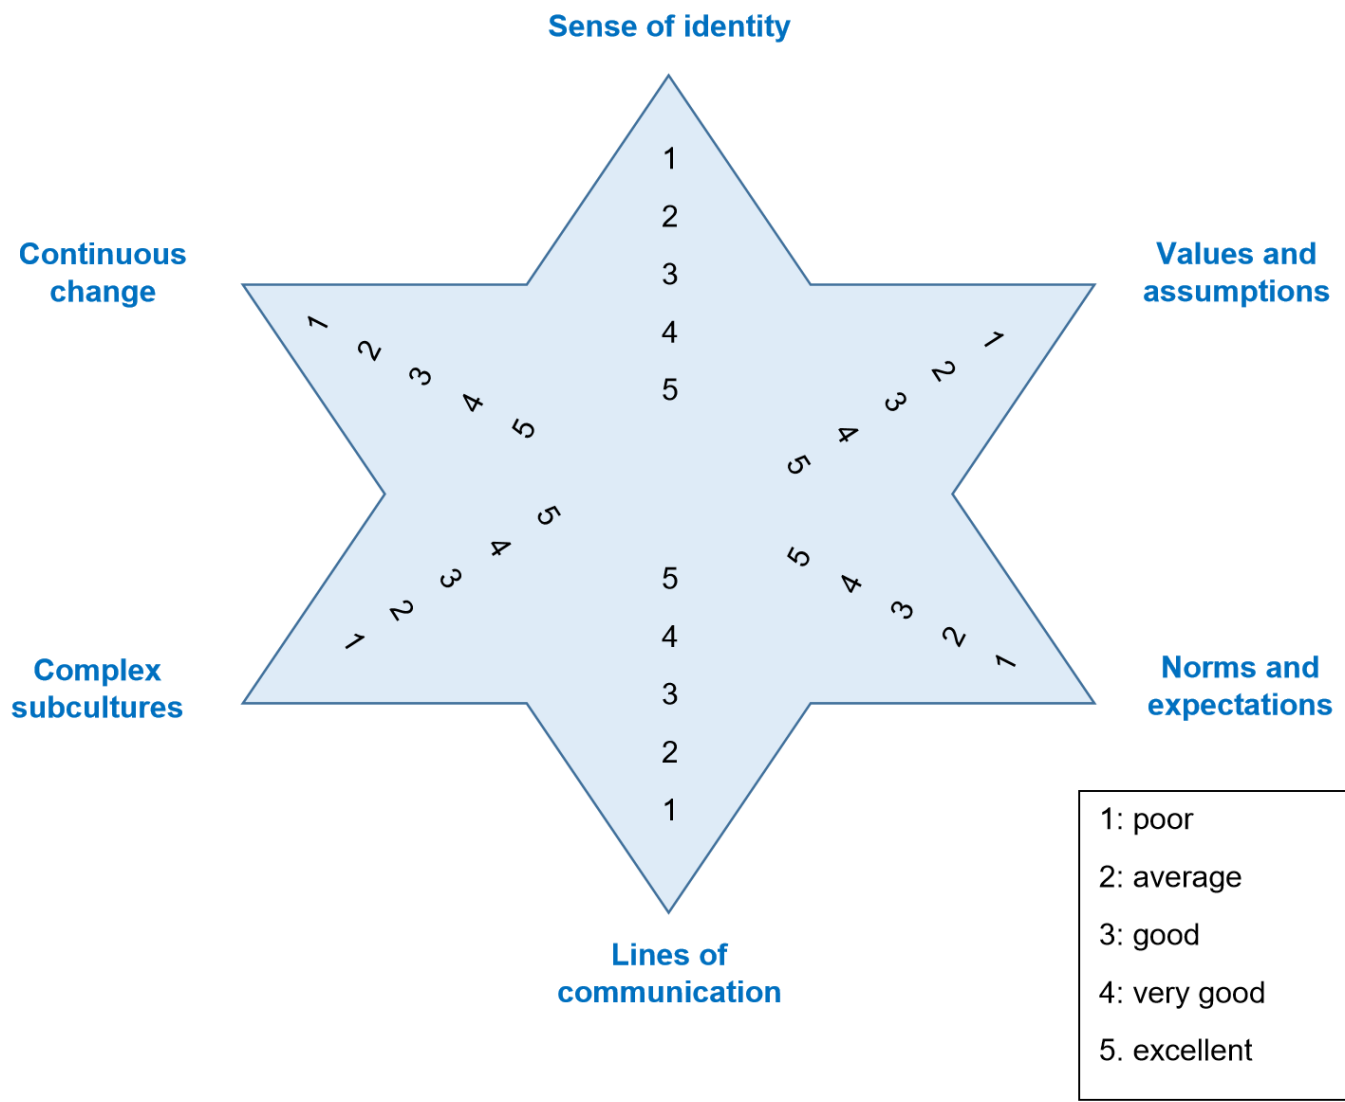 Sense of identity
Continuous
change
Values and
assumptions
1
2
3
4
5
1
2
3
4
5
1
2
3
4
5
5
4
3
2
1
5
4
3
2
1
5
4
3
2
1
Complex
subcultures
Norms and
expectations
Lines of
communication
1: poor
2: average
3: good
4: very good
5. excellent